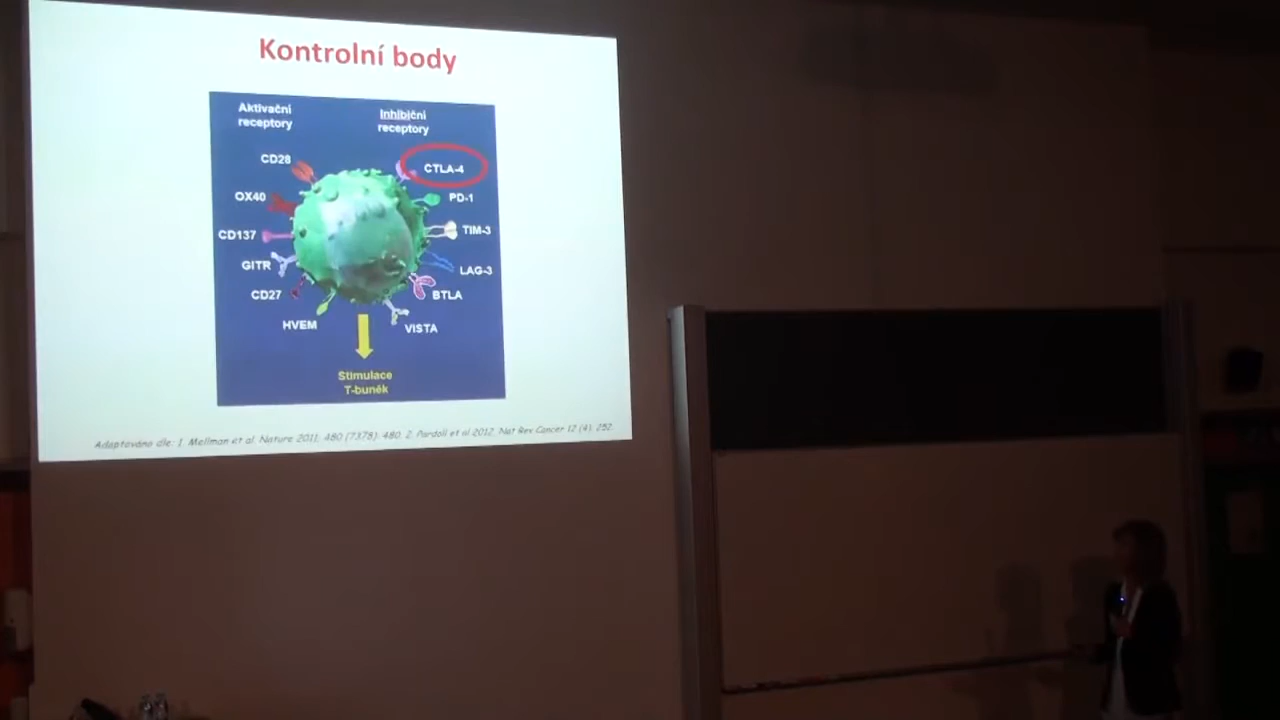 Kontrolní body
Aktivační
receptory
Inhibiční
receptory
CD28
CTLA-4
OX40
PD-1
CD137
TIM-3
GITR
LAG-3
CD27
BTLA
HVEM
VISTA
Stimulace
T-buněk
Adaptováno dle: 1. Mellman et al. Nature 2011; 480 (7378): 480. 2. Pardoll et al 2012, Nat Rev Cancer 12 (4): 252.